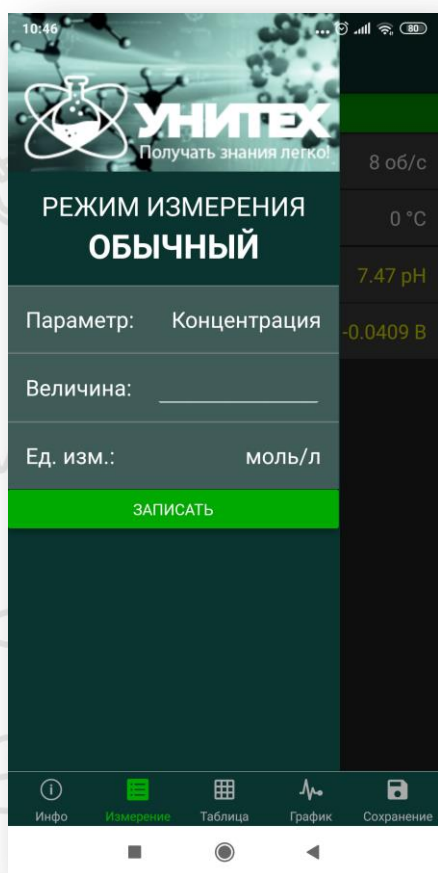 10:46
80
УНИТЕХ
Получать знания легко!
8 об/с
РЕЖИМ ИЗМЕРЕНИЯ
ОБЫЧНЫЙ
0 °C
7.47 pH
Параметр: Концентрация
-0.0409 В
Величина:
Ед. изм.: моль/л
ЗАПИСАТЬ
Инфо Измерение Таблица График Сохранение